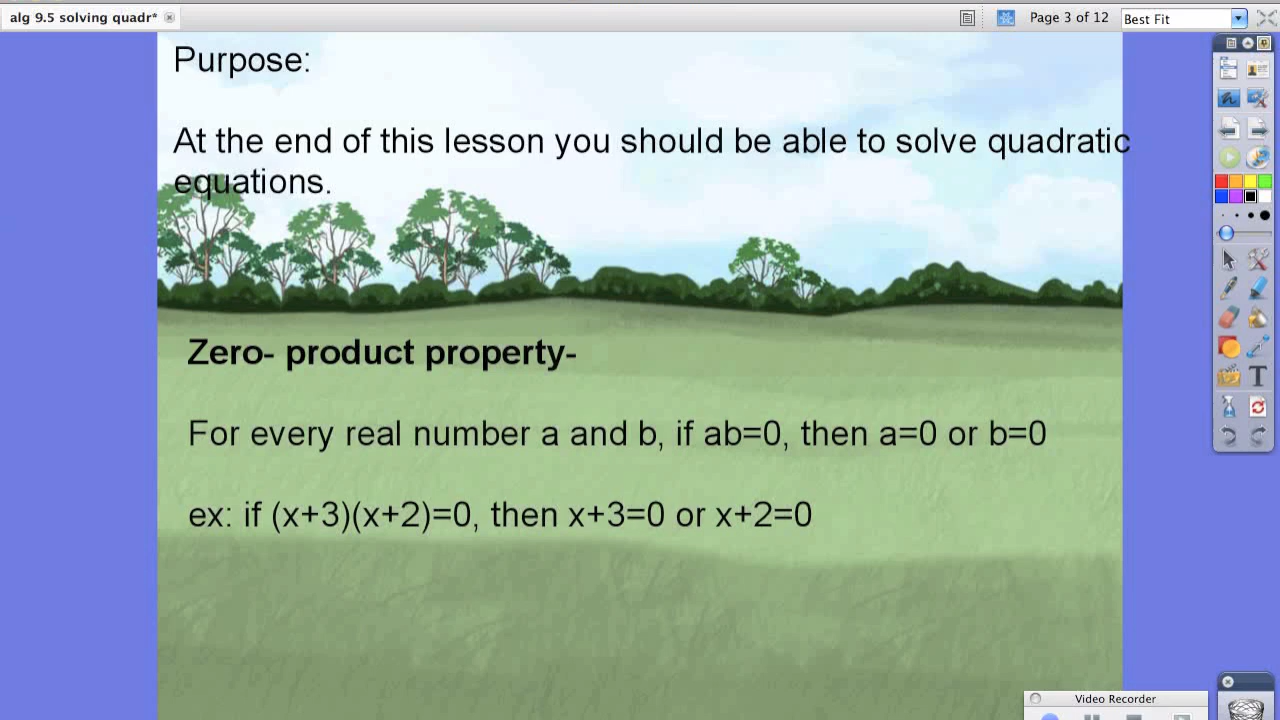 alg 9.5 solving quadr*
Page 3 of 12
Best Fit
Purpose:
At the end of this lesson you should be able to solve quadratic
equations.
Zero- product property-
For every real number a and b, if ab=0, then a=0 or b=0
ex: if (x+3)(x+2)=0, then x+3=0 or x+2=0
T
Video Recorder